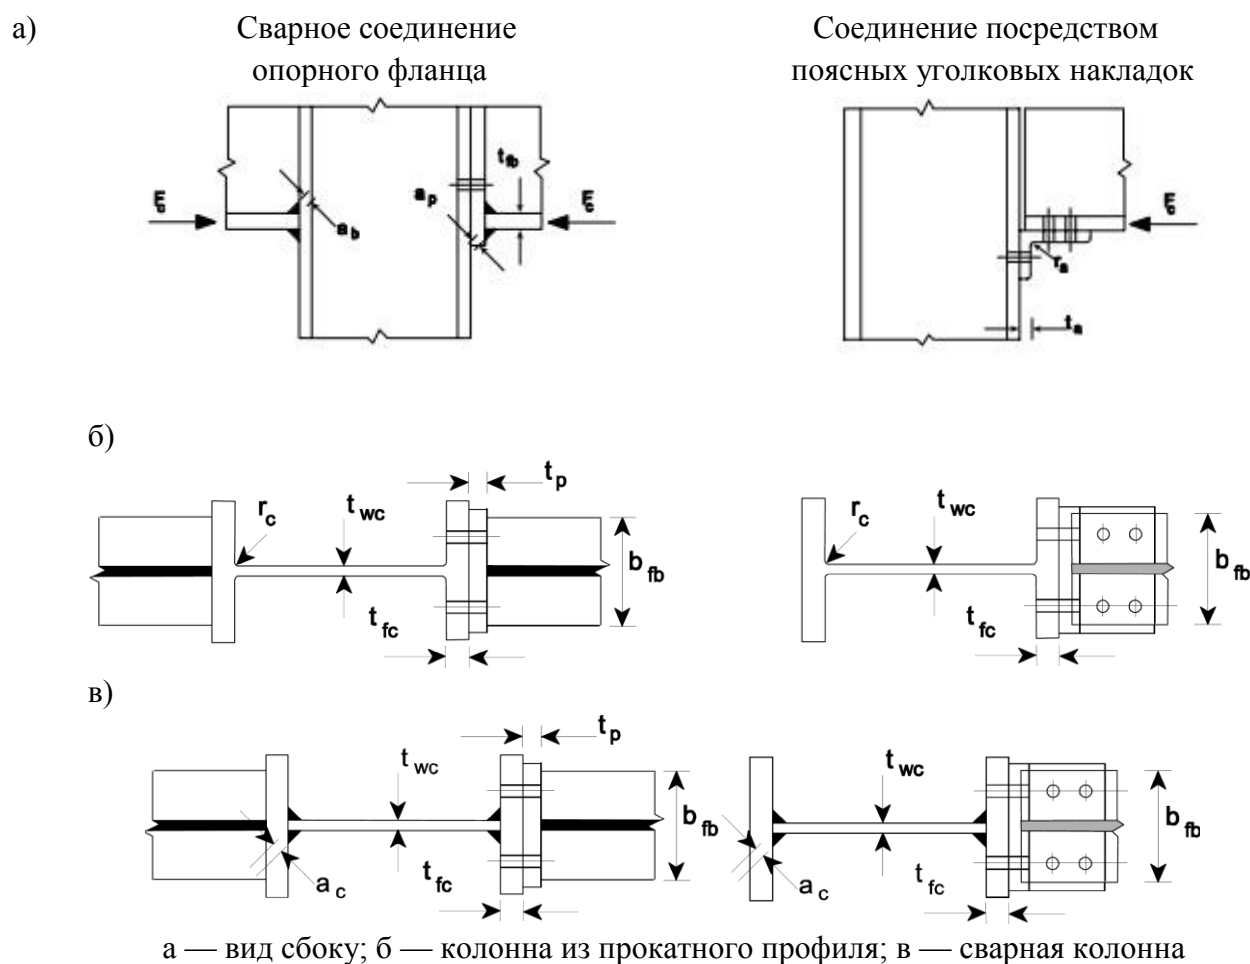 а)
Сварное соединение
опорного фланца
Соединение посредством
поясных уголковых накладок
t fb
a p
a b
F c
F c
F c
r a
t a
б)
t p
r c
t wc
b fb
t fc
r c
t wc
b fb
t fc
в)
t p
t wc
b fb
t fc
a c
t wc
b fb
t fc
a c
а — вид сбоку; б — колонна из прокатного профиля; в — сварная колонна